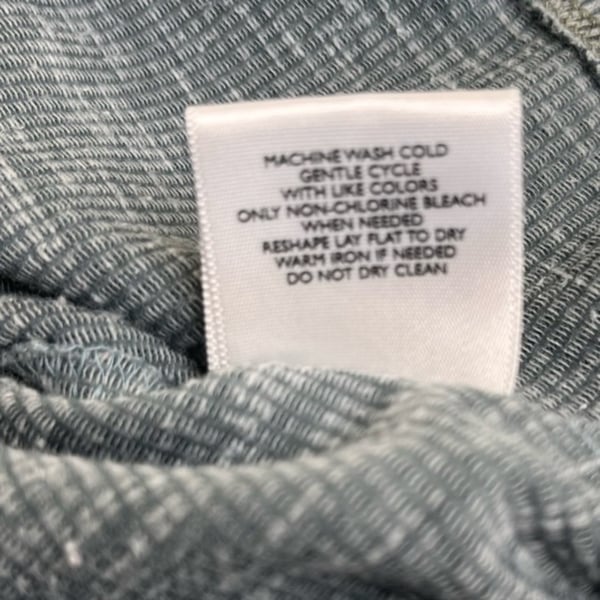 MACHINE WASH COLD
GENTLE CYCLE
WITH LIKE COLORS
ONLY NON-CHLORINE BLEACH
WHEN NEEDED
RESHAPE LAY FLAT TO DRY
WARM IRON IF NEEDED
DO NOT DRY CLEAN